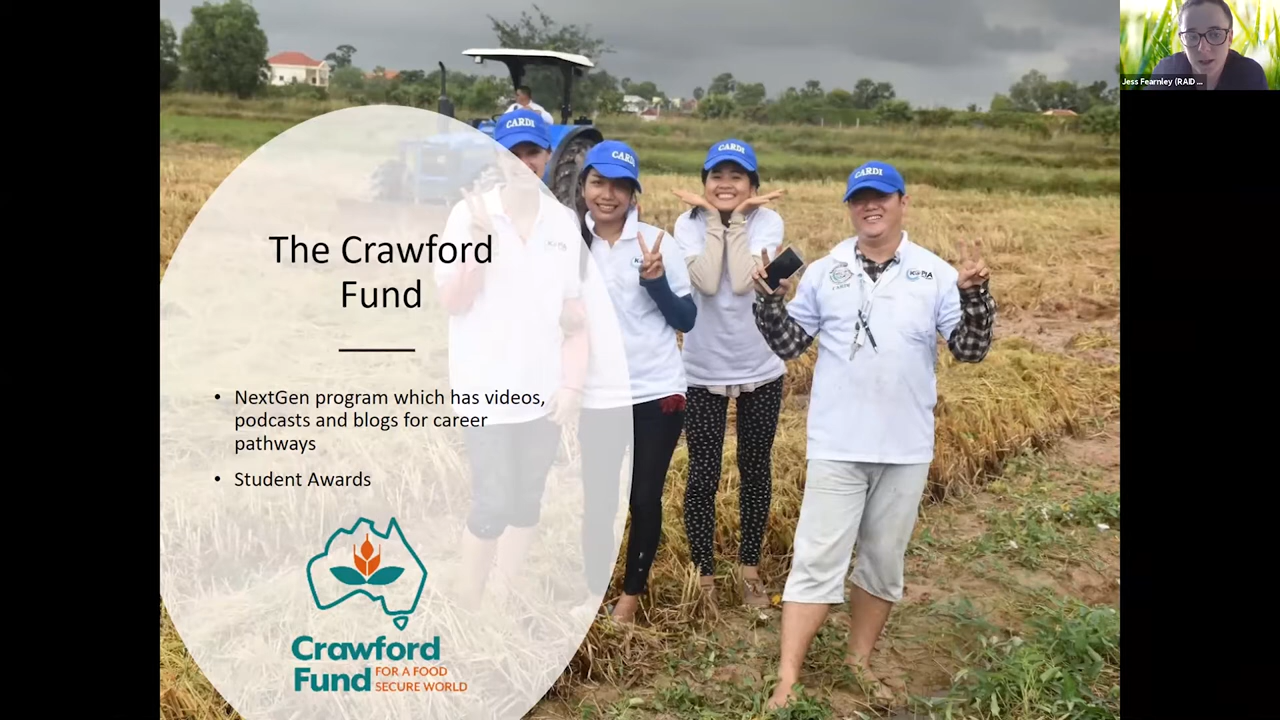 Jess Fearnley (RAID ...
CARDI
CARDI
CARDI
CARDI
The Crawford
Fund
• NextGen program which has videos,
podcasts and blogs for career
pathways
• Student Awards
Crawford
Fund FOR A FOOD
SECURE WORLD